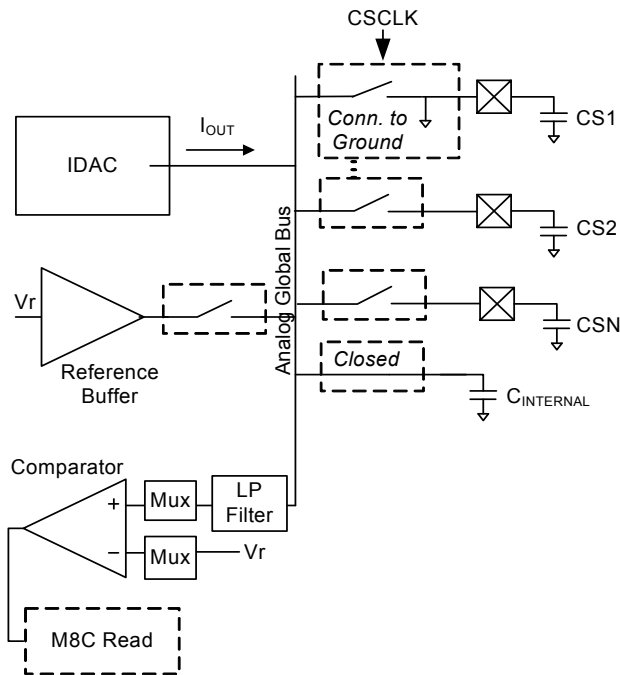 CSCLK
Conn. to
Ground
CS1
I_OUT
IDAC
CS2
Analog Global Bus
Vr
Reference
Buffer
CSN
Closed
C_INTERNAL
Comparator
+
Mux
LP
Filter
−
Mux
Vr
M8C Read